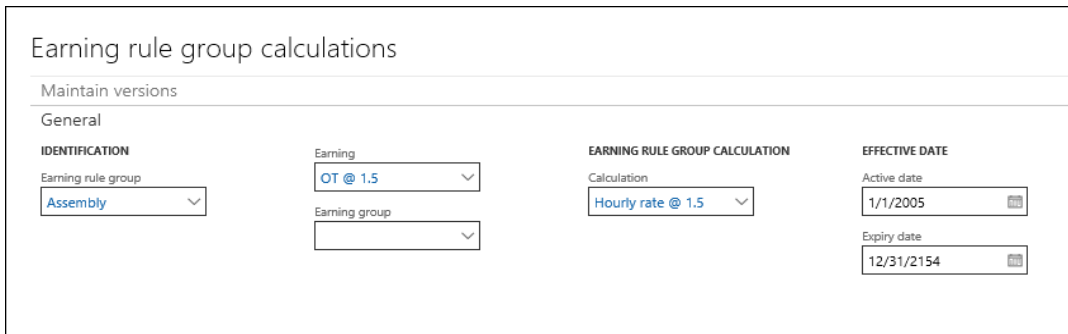 Earning rule group calculations
Maintain versions
General
IDENTIFICATION
Earning rule group
Assembly
Earning
OT @ 1.5
Earning group
EARNING RULE GROUP CALCULATION
Calculation
Hourly rate @ 1.5
EFFECTIVE DATE
Active date
1/1/2005
Expiry date
12/31/2154